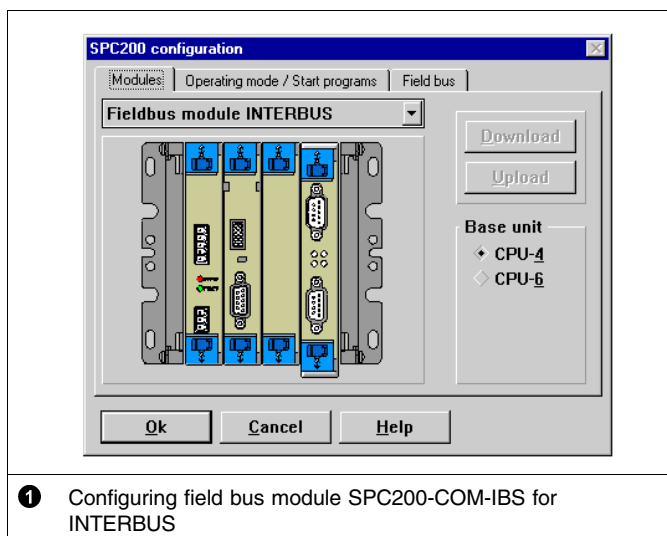 SPC200 configuration
Modules
Operating mode / Start programs
Field bus
Fieldbus module INTERBUS
Download
Upload
Base unit
CPU-4
CPU-6
Ok
Cancel
Help
1 Configuring field bus module SPC200-COM-IBS for
INTERBUS